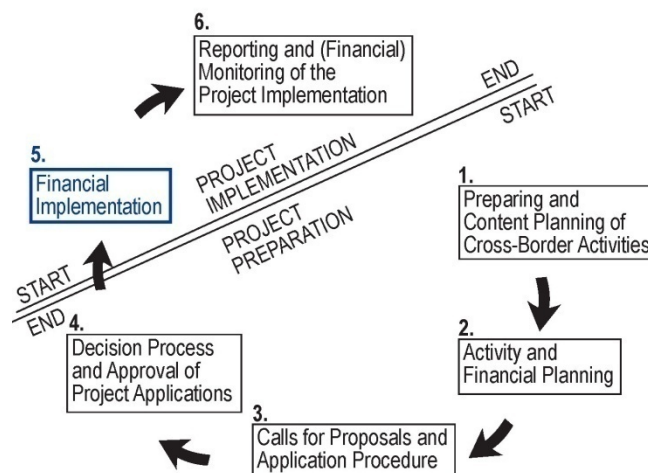 6.
Reporting and (Financial)
Monitoring of the
Project Implementation
END
START
5.
Financial
Implementation
PROJECT
IMPLEMENTATION
PROJECT
PREPARATION
1.
Preparing and
Content Planning of
Cross-Border Activities
START
END
4.
Decision Process
and Approval of
Project Applications
2.
Activity and
Financial Planning
3.
Calls for Proposals and
Application Procedure